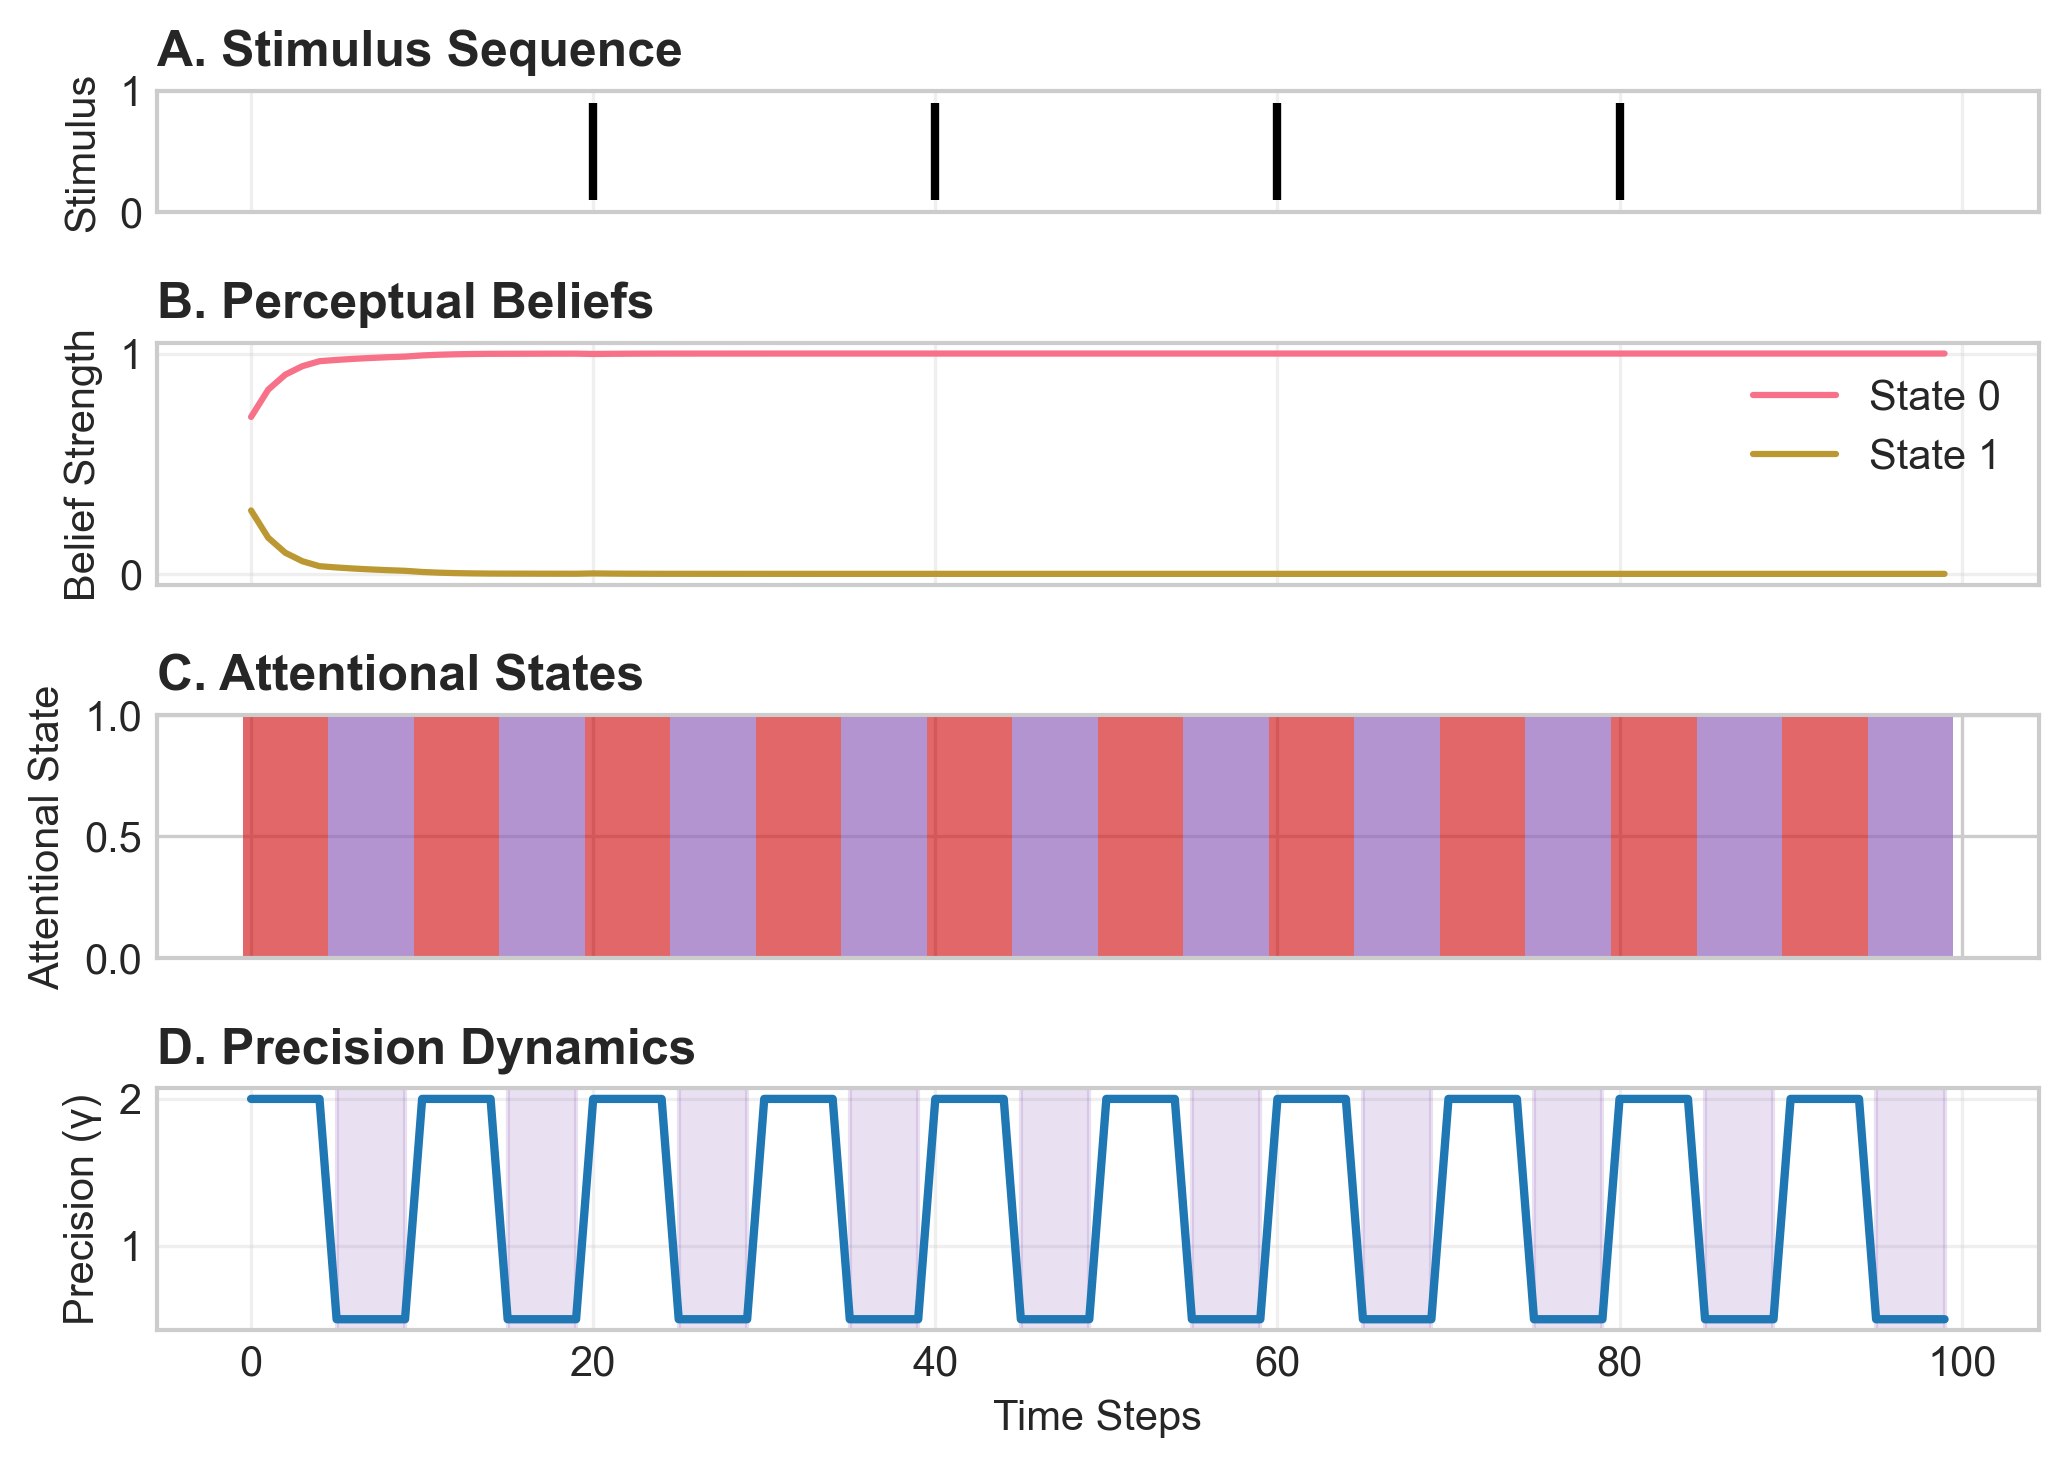 A. Stimulus Sequence
Stimulus
1
0
B. Perceptual Beliefs
Belief Strength
1
0
State 0
State 1
C. Attentional States
Attentional State
1.0
0.5
0.0
D. Precision Dynamics
Precision (γ)
2
1
0 20 40 60 80 100
Time Steps